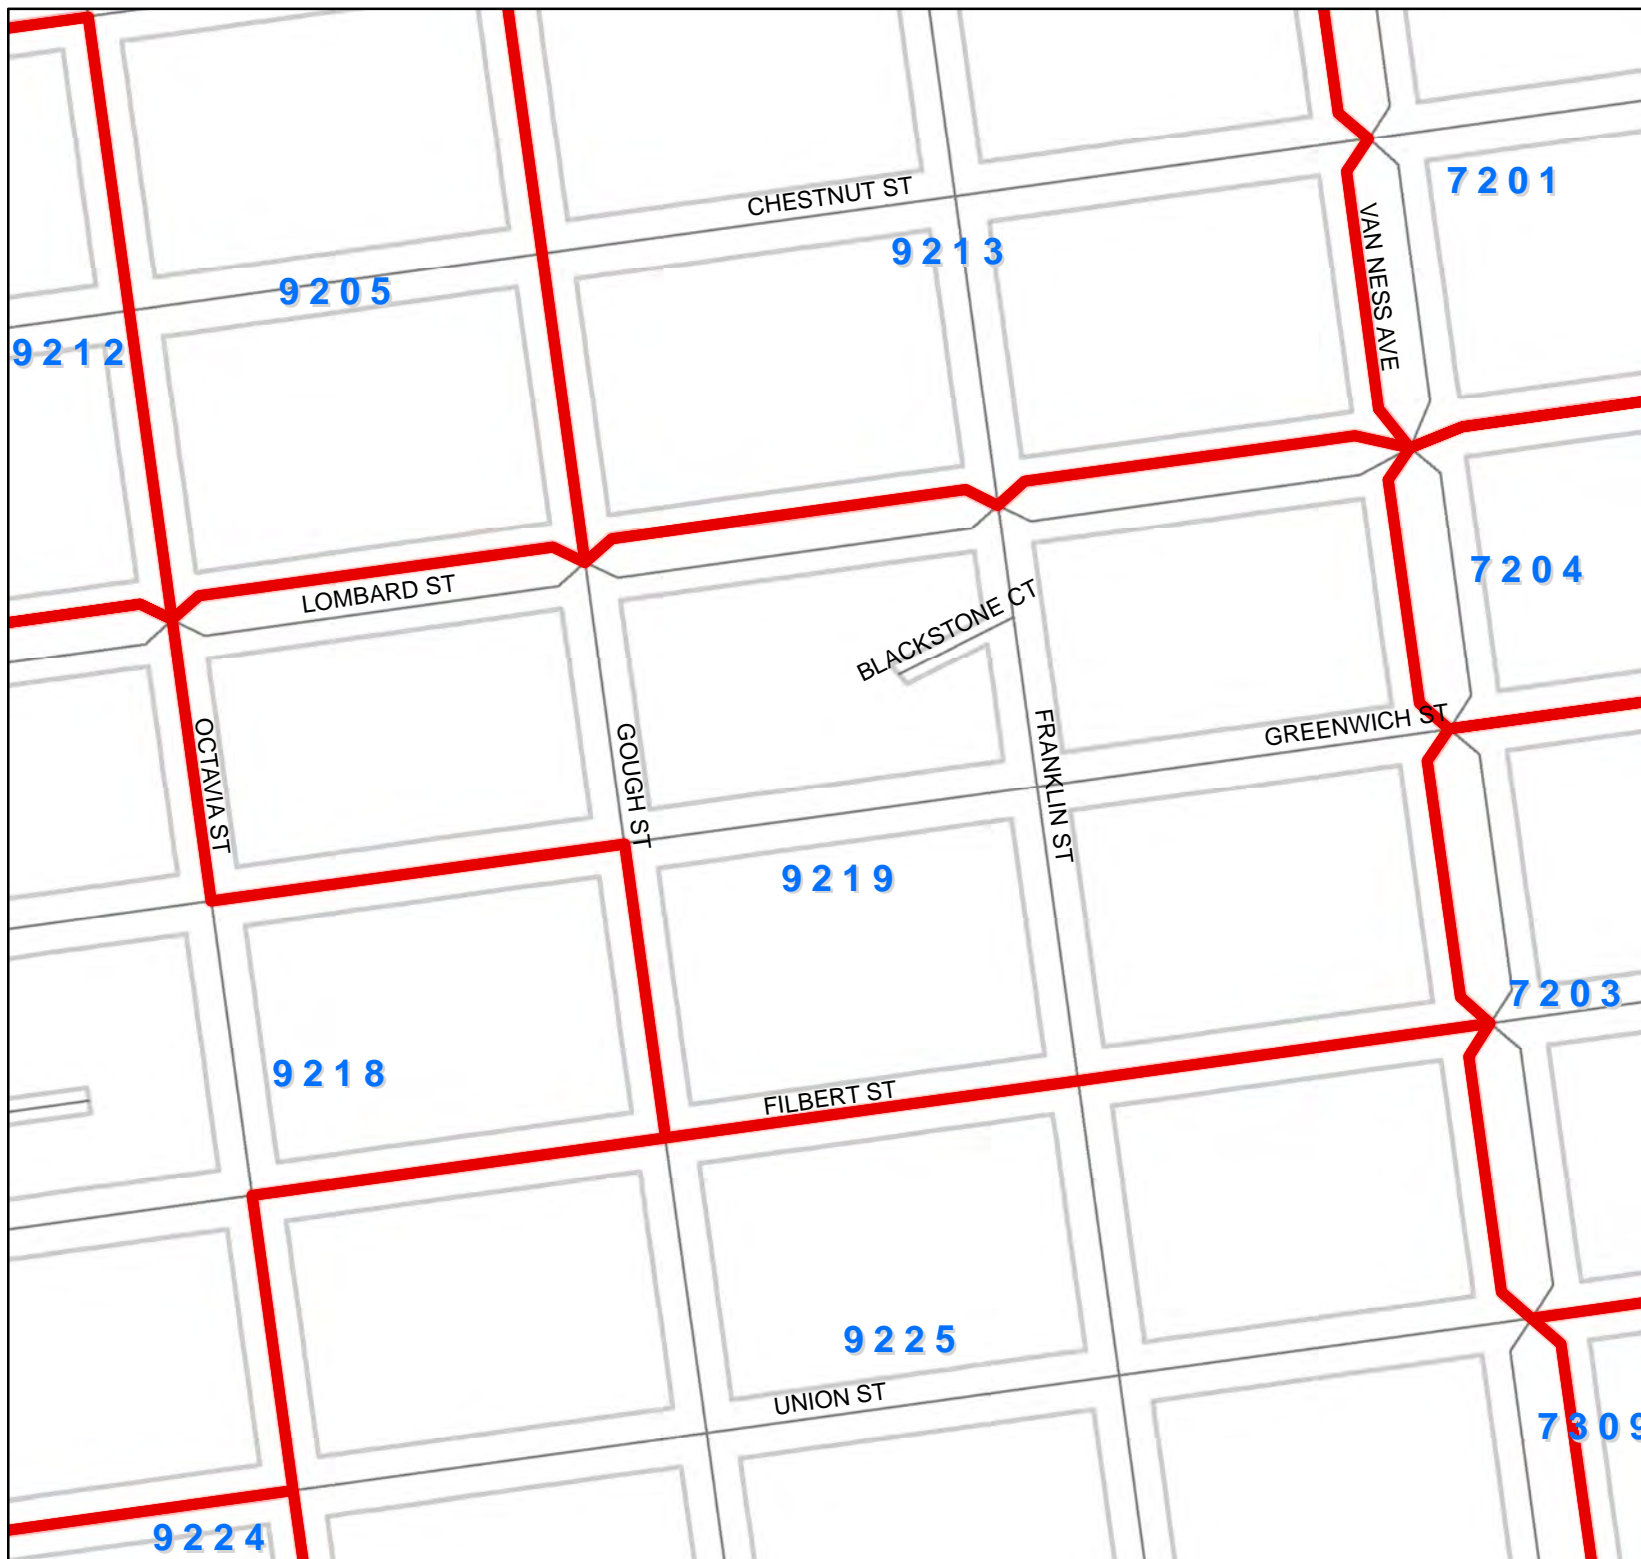 7201
CHESTNUT ST
9213
VAN NESS AVE
9205
9212
7204
LOMBARD ST
BLACKSTONE CT
OCTAVIA ST
GOUGH ST
FRANKLIN ST
GREENWICH ST
9219
7203
9218
FILBERT ST
9225
UNION ST
7309
9224